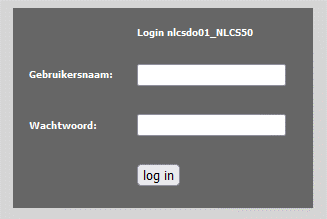 Login nlcsdo01_NLCS50
Gebruikersnaam:
Wachtwoord:
log in